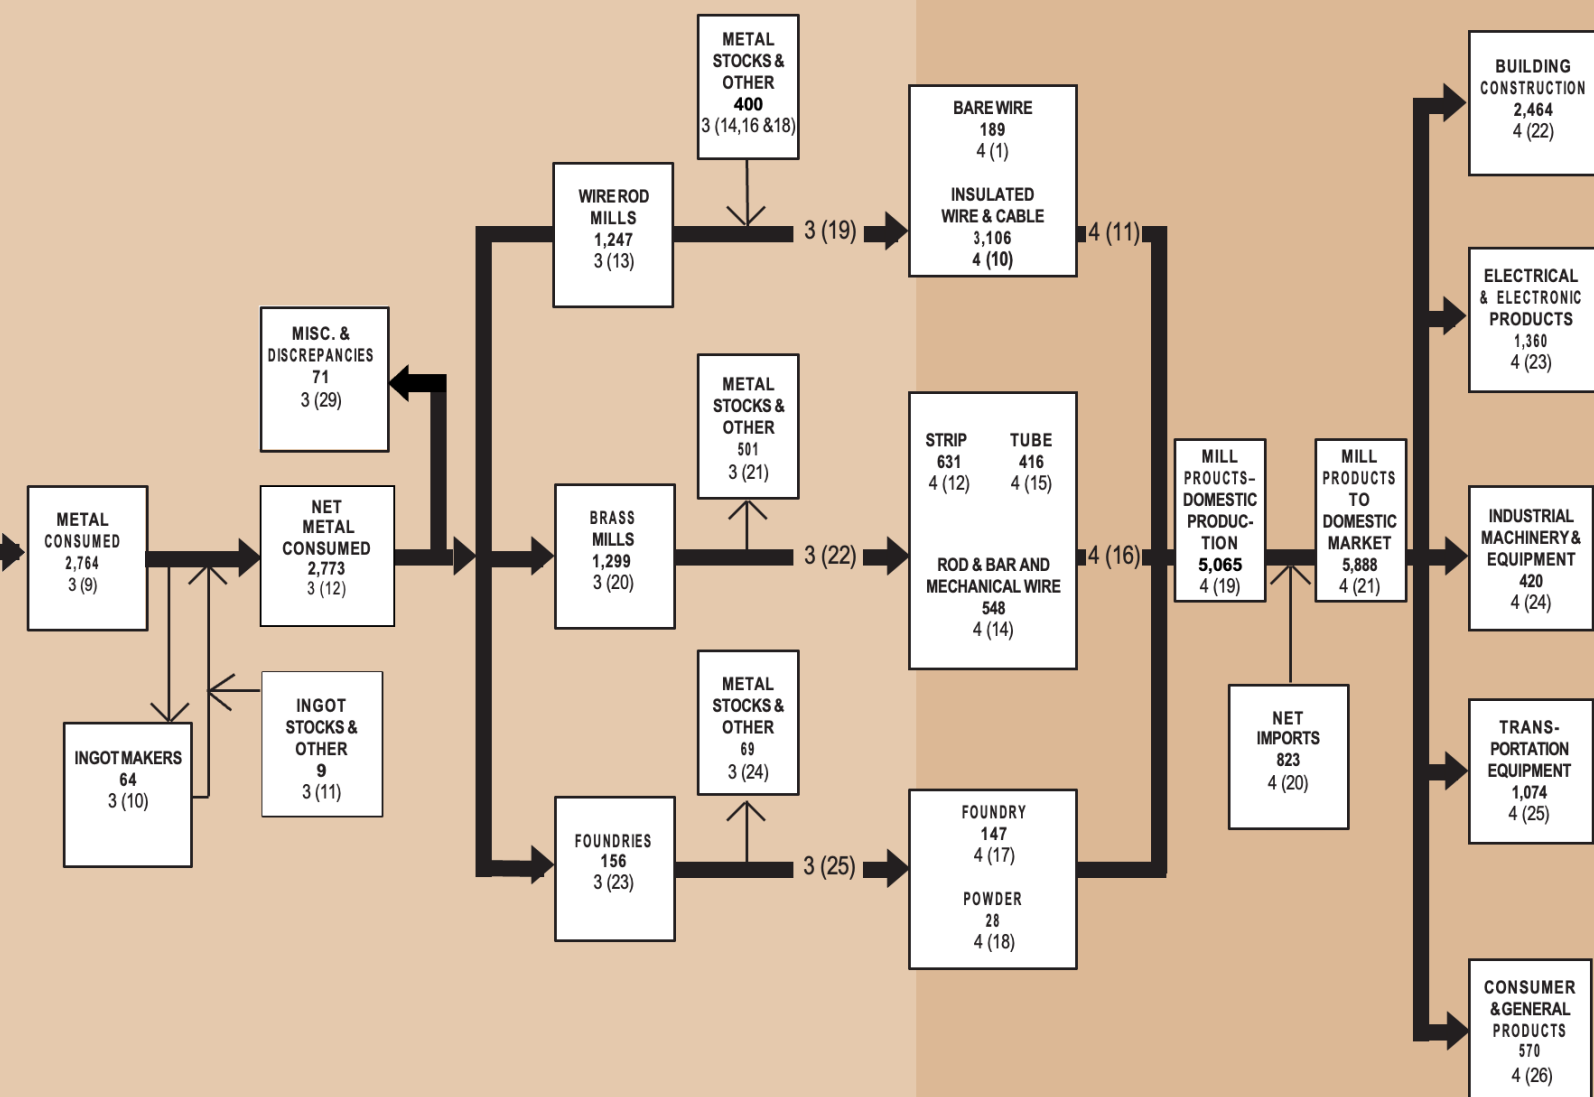 METAL
CONSUMED
2,764
3 (9)
INGOT MAKERS
64
3 (10)
MISC. &
DISCREPANCIES
71
3 (29)
NET
METAL
CONSUMED
2,773
3 (12)
INGOT
STOCKS &
OTHER
9
3 (11)
WIRE ROD
MILLS
1,247
3 (13)
BRASS
MILLS
1,299
3 (20)
FOUNDRIES
156
3 (23)
METAL
STOCKS &
OTHER
400
3 (14,16 &18)
METAL
STOCKS &
OTHER
501
3 (21)
METAL
STOCKS &
OTHER
69
3 (24)
3 (19)
3 (22)
3 (25)
BARE WIRE
189
4 (1)
INSULATED
WIRE & CABLE
3,106
4 (10)
STRIP TUBE
631 416
4 (12) 4 (15)
ROD & BAR AND
MECHANICAL WIRE
548
4 (14)
FOUNDRY
147
4 (17)
POWDER
28
4 (18)
4 (11)
4 (16)
MILL
PROUCTS–
DOMESTIC
PRODUC-
TION
5,065
4 (19)
NET
IMPORTS
823
4 (20)
MILL
PRODUCTS
TO
DOMESTIC
MARKET
5,888
4 (21)
BUILDING
CONSTRUCTION
2,464
4 (22)
ELECTRICAL
& ELECTRONIC
PRODUCTS
1,360
4 (23)
INDUSTRIAL
MACHINERY &
EQUIPMENT
420
4 (24)
TRANS-
PORTATION
EQUIPMENT
1,074
4 (25)
CONSUMER
& GENERAL
PRODUCTS
570
4 (26)